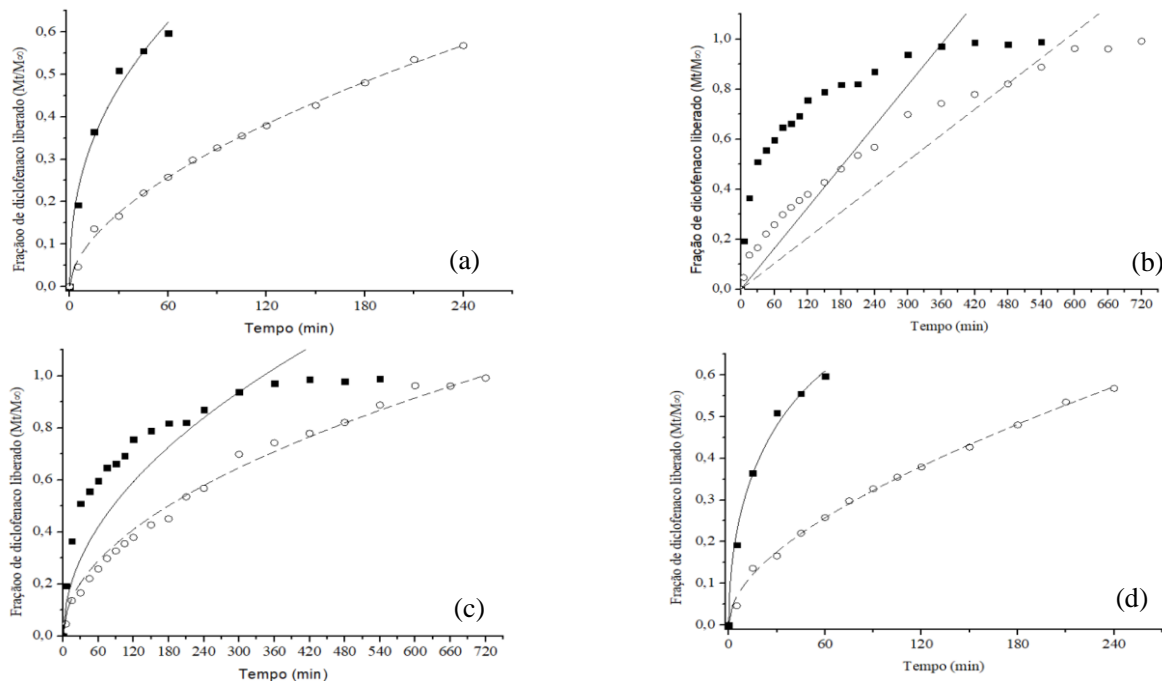 Fração de diclofenaco liberado (Mt/M∞)
0,6
0,5
0,3
0,2
0,1
0,0
0 60 120 180 240
Tempo (min)
(a)
Fração de diclofenaco liberado (Mt/M∞)
1,0
0,8
0,6
0,4
0,2
0,0
0 60 120 180 240 300 360 420 480 540 600 660 720
Tempo (min)
(b)
Fraçãoo de diclofenaco liberado (Mt/M∞)
1,0
0,8
0,6
0,4
0,2
0,0
0 60 120 180 240 300 360 420 480 540 600 660 720
Tempo (min)
(c)
Fração de diclofenaco liberado (Mt/M∞)
0,6
0,5
0,3
0,2
0,1
0,0
0 60 120 180 240
Tempo (min)
(d)